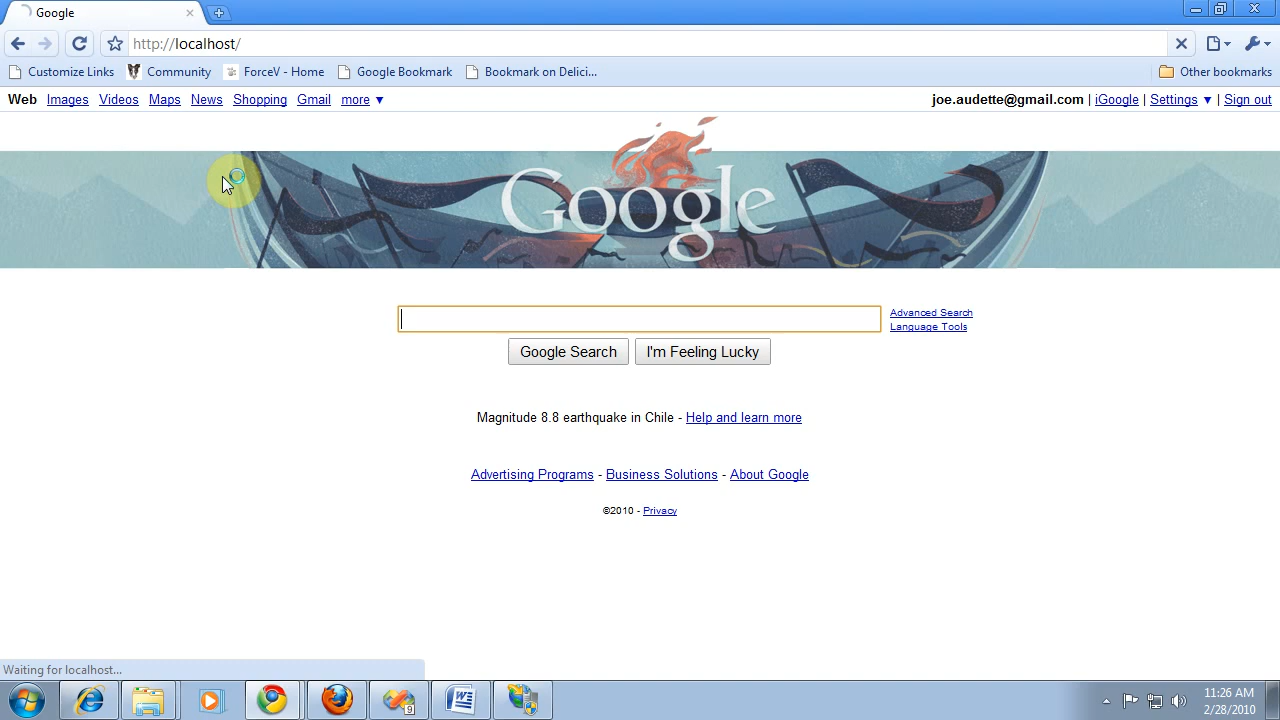 Google
http://localhost/
Customize Links Community ForceV - Home Google Bookmark Bookmark on Delici... Other bookmarks
Web Images Videos Maps News Shopping Gmail more ▼ joe.audette@gmail.com | iGoogle | Settings ▼ | Sign out
Google
Advanced Search
Language Tools
Google Search I'm Feeling Lucky
Magnitude 8.8 earthquake in Chile - Help and learn more
Advertising Programs - Business Solutions - About Google
©2010 - Privacy
Waiting for localhost...
9
11:26 AM
2/28/2010